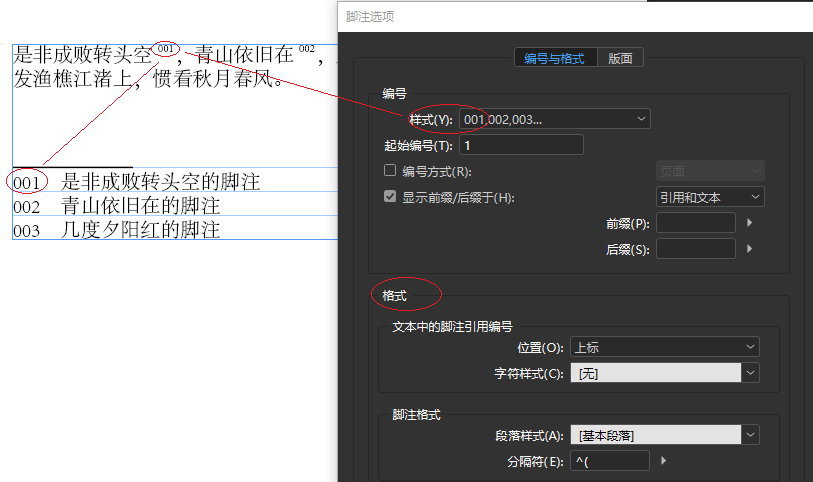 脚注选项
是非成败转头空001，青山依旧在002，
发渔樵江渚上，惯看秋月春风。
001 是非成败转头空的脚注
002 青山依旧在的脚注
003 几度夕阳红的脚注
编号与格式 版面
编号
样式(Y): 001,002,003...
起始编号(T): 1
编号方式(R): 页面
显示前缀/后缀于(H): 引用和文本
前缀(P):
后缀(S):
格式
文本中的脚注引用编号
位置(O): 上标
字符样式(C): [无]
脚注格式
段落样式(A): [基本段落]
分隔符(E): ^(